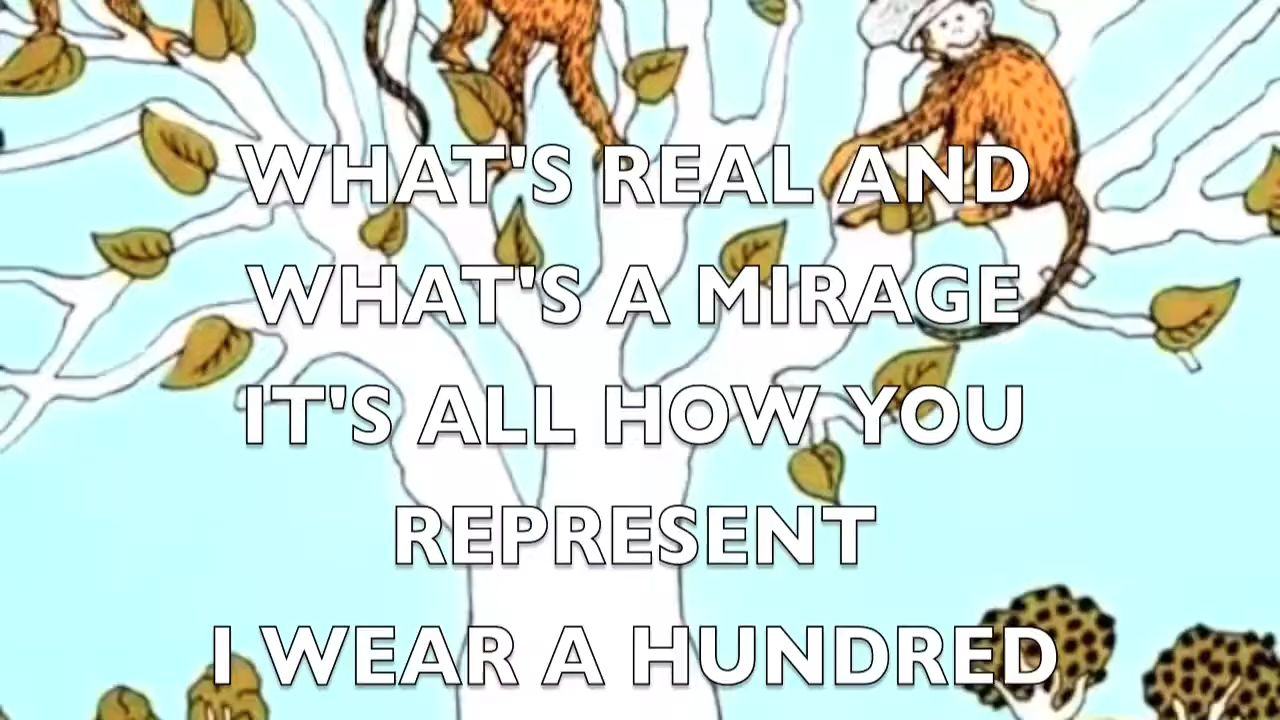 WHAT'S REAL AND
WHAT'S A MIRAGE
IT'S ALL HOW YOU
REPRESENT
I WEAR A HUNDRED